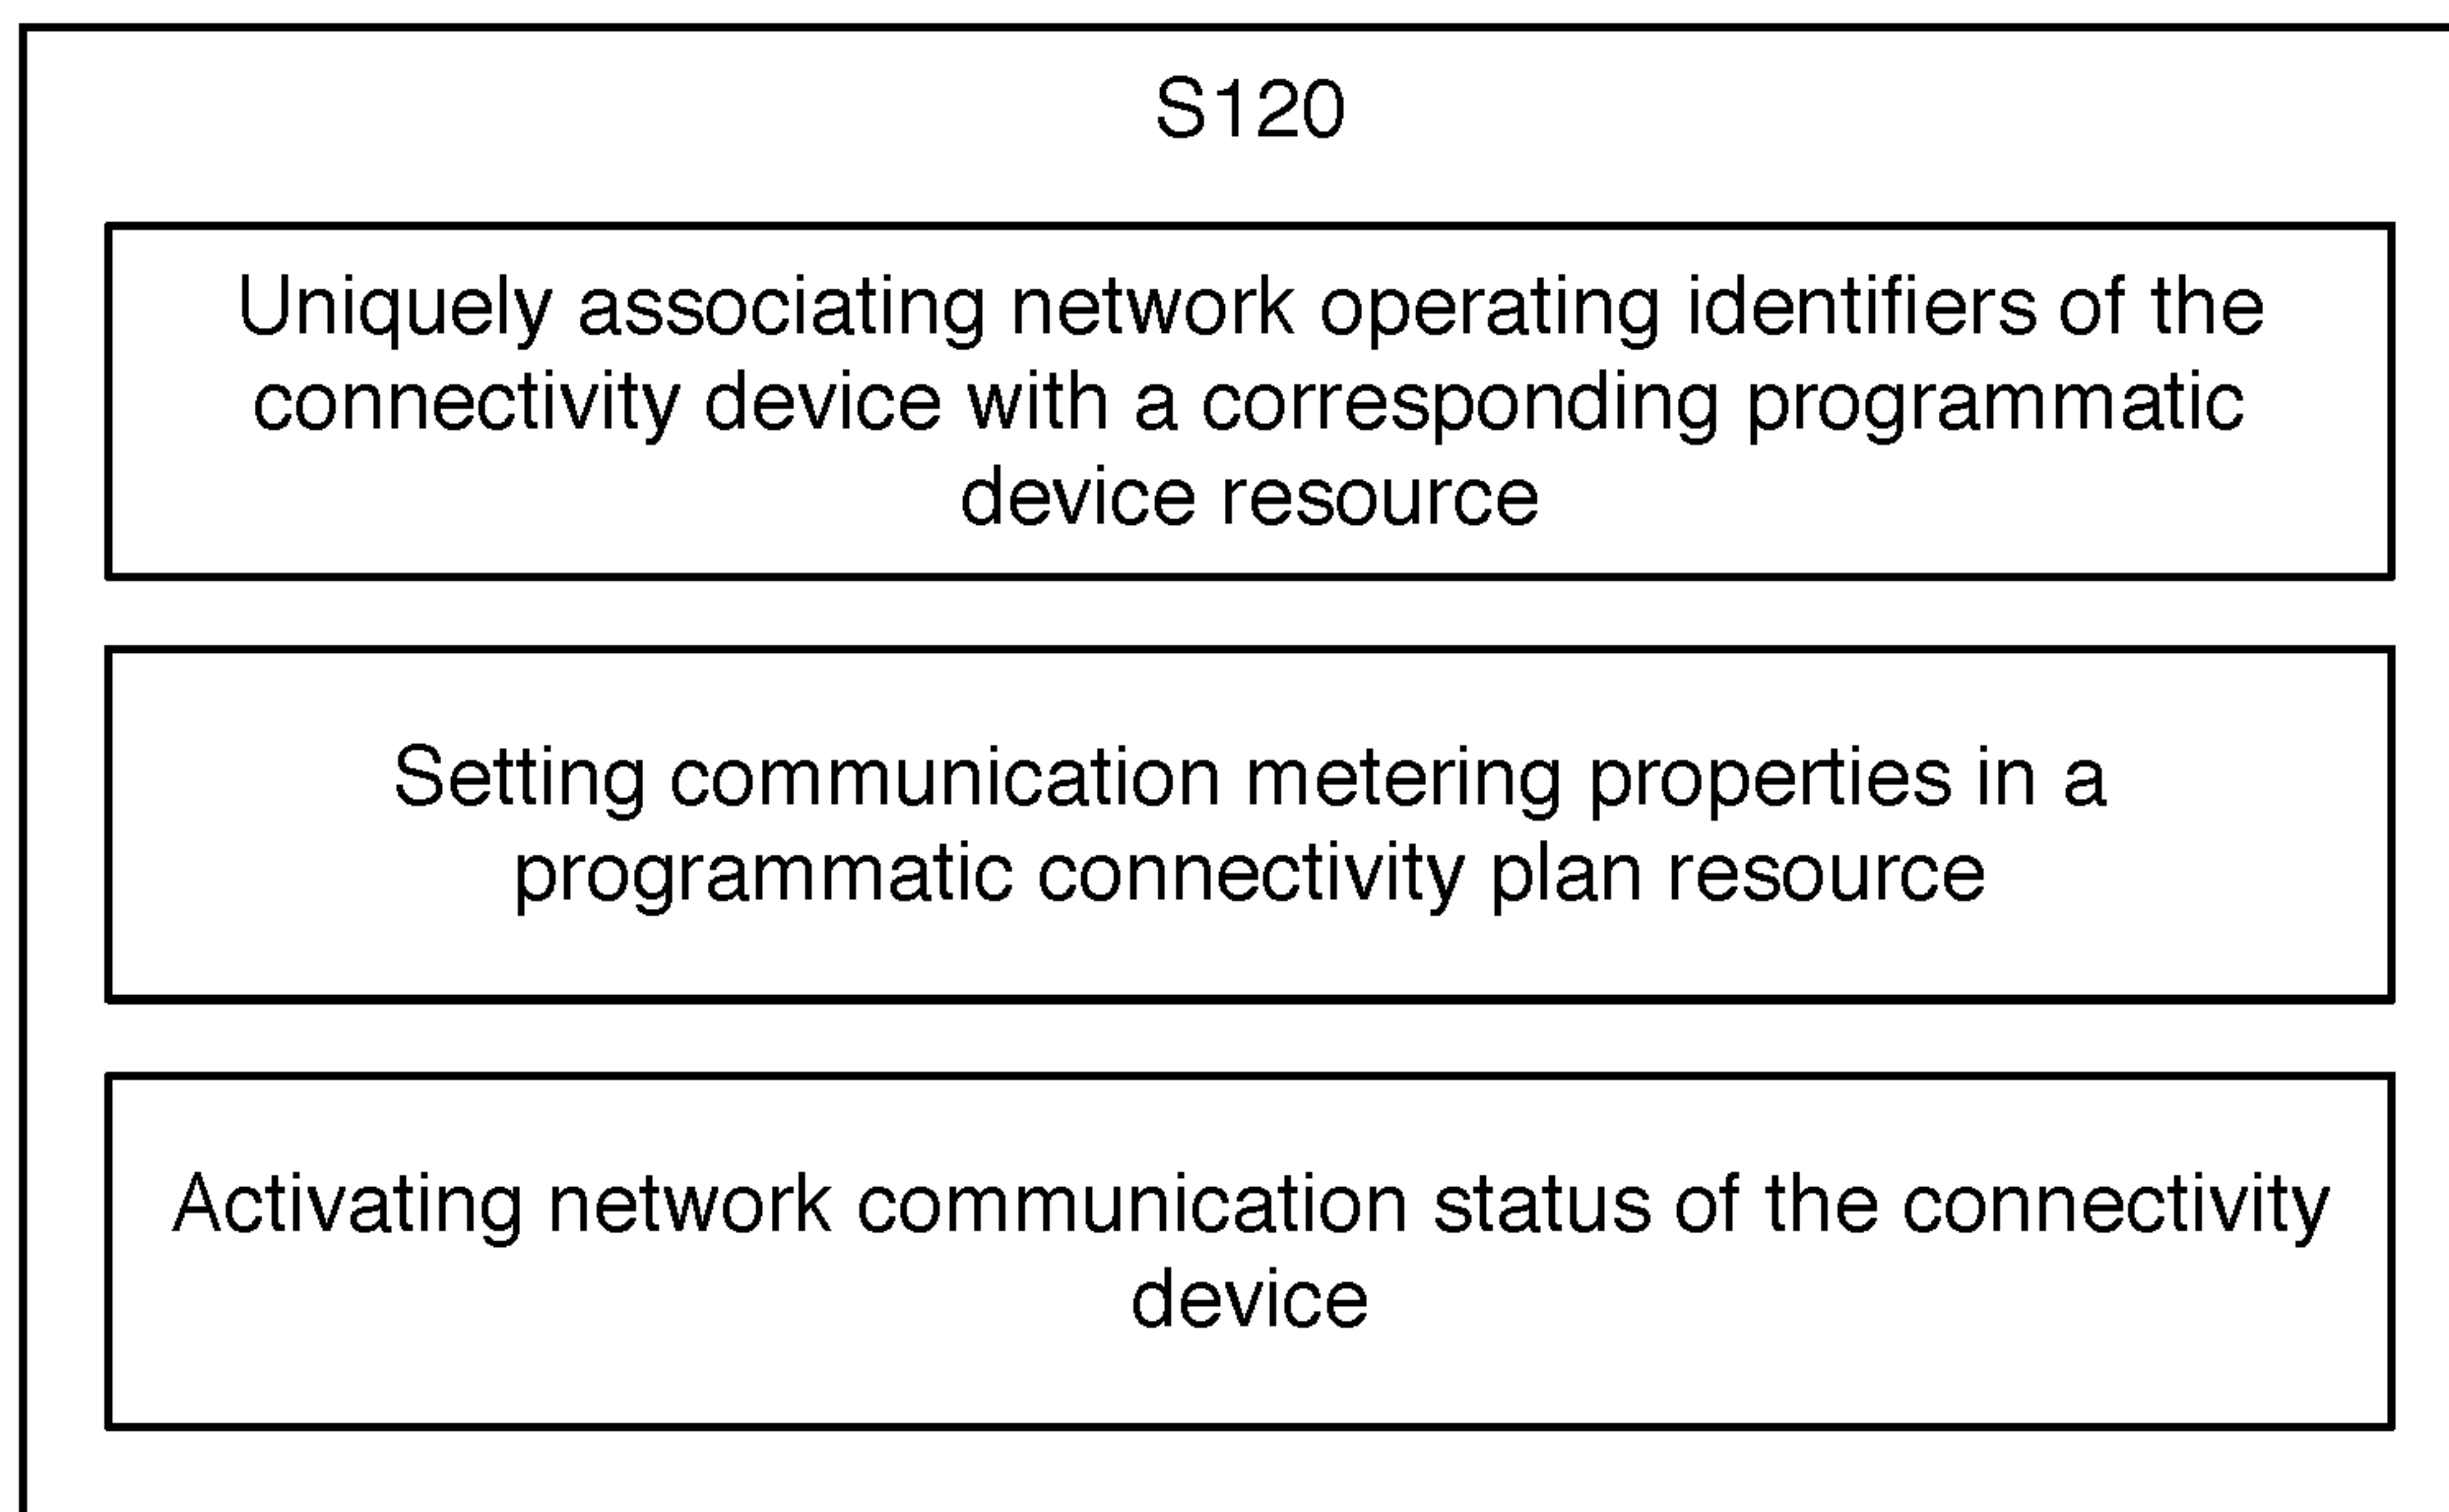 S120
Uniquely associating network operating identifiers of the
connectivity device with a corresponding programmatic
device resource
Setting communication metering properties in a
programmatic connectivity plan resource
Activating network communication status of the connectivity
device